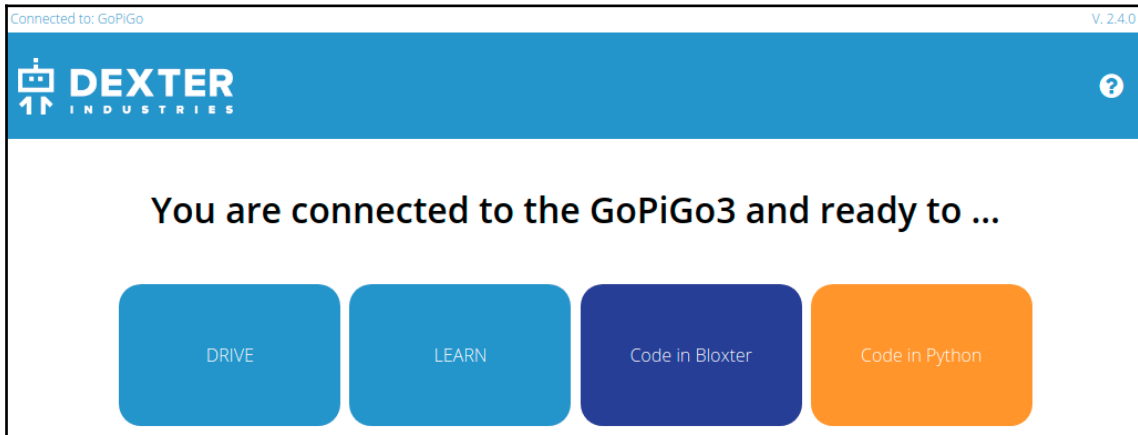 Connected to: GoPiGo
V. 2.4.0
DEXTER
INDUSTRIES
?
You are connected to the GoPiGo3 and ready to ...
DRIVE
LEARN
Code in Bloxter
Code in Python